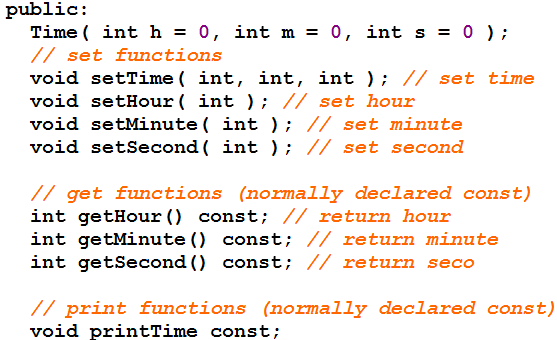 public:
Time( int h = 0, int m = 0, int s = 0 );
// set functions
void setTime( int, int, int ); // set time
void setHour( int ); // set hour
void setMinute( int ); // set minute
void setSecond( int ); // set second
// get functions (normally declared const)
int getHour() const; // return hour
int getMinute() const; // return minute
int getSecond() const; // return seco
// print functions (normally declared const)
void printTime const;